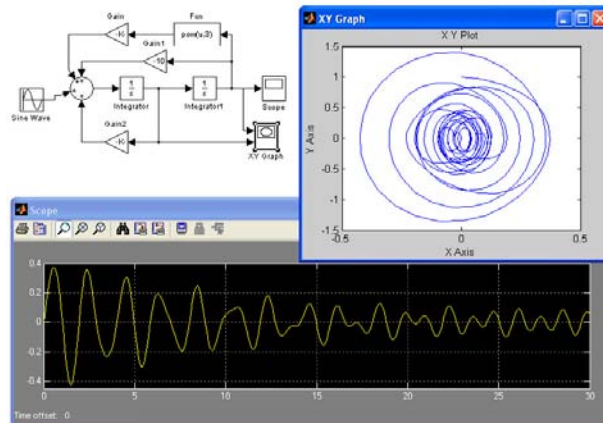 Gain
Fcn
-K-
pow(u,3)
Gain1
-10
1
s
1
s
Sine Wave
Integrator
Integrator1
Scope
Gain2
-K-
XY Graph
XY Graph
X Y Plot
1.5
1
0.5
0
-0.5
-1
-1.5
Y Axis
-0.5
0
0.5
X Axis
Scope
0.4
0.2
0
-0.2
-0.4
0
5
10
15
20
25
30
Time offset: 0